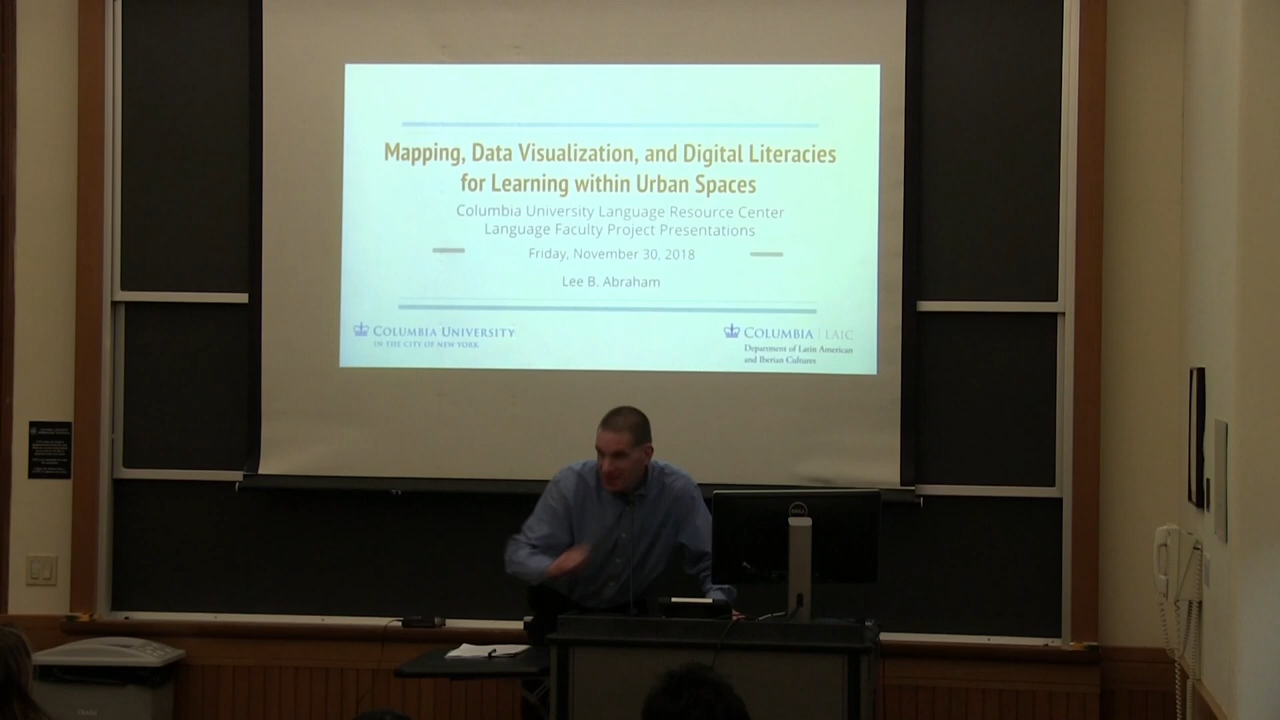 Mapping, Data Visualization, and Digital Literacies
for Learning within Urban Spaces
Columbia University Language Resource Center
Language Faculty Project Presentations
Friday, November 30, 2018
Lee B. Abraham
COLUMBIA UNIVERSITY
IN THE CITY OF NEW YORK
COLUMBIA | LAIC
Department of Latin American
and Iberian Cultures
DELL